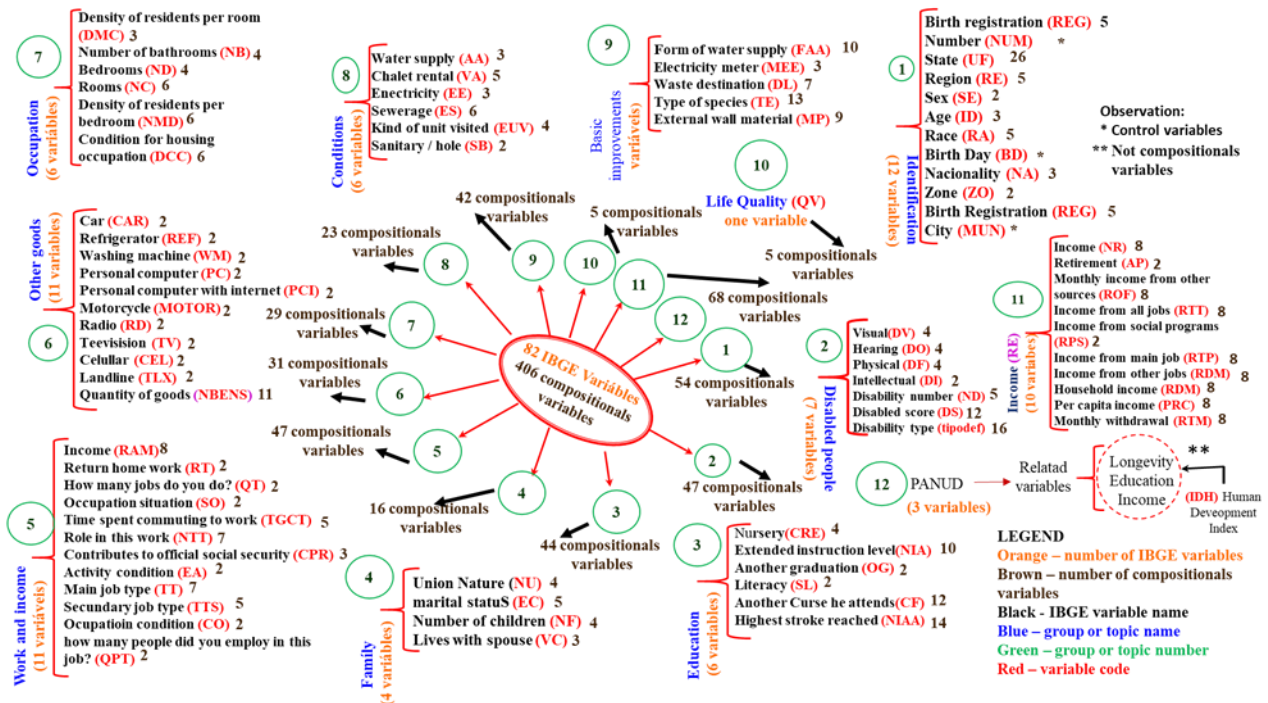 7
Occupation
(6 variábles)
Density of residents per room
(DMC) 3
Number of bathrooms (NB) 4
Bedrooms (ND) 4
Rooms (NC) 6
Density of residents per
bedroom (NMD) 6
Condition for housing
occupation (DCC) 6
8
Conditions
(6 variables)
Water supply (AA) 3
Chalet rental (VA) 5
Enectricity (EE) 3
Sewerage (ES) 6
Kind of unit visited (EUV) 4
Sanitary / hole (SB) 2
9
Basic
improvements
variáveis)
Form of water supply (FAA) 10
Electricity meter (MEE) 3
Waste destination (DL) 7
Type of species (TE) 13
External wall material (MP) 9
10
Life Quality (QV)
one variable
5 compositionals
variables
1
Identification
(12 variables)
Birth registration (REG) 5
Number (NUM) *
State (UF) 26
Region (RE) 5
Sex (SE) 2
Age (ID) 3
Race (RA) 5
Birth Day (BD) *
Nacionality (NA) 3
Zone (ZO) 2
Birth Registration (REG) 5
City (MUN) *
Observation:
* Control variables
** Not compositionals
variables
Other goods
(11 variables)
6
Car (CAR) 2
Refrigerator (REF) 2
Washing machine (WM) 2
Personal computer (PC) 2
Personal computer with internet (PCI) 2
Motorcycle (MOTOR) 2
Radio (RD) 2
Teevisision (TV) 2
Celullar (CEL) 2
Landline (TLX) 2
Quantity of goods (NBENS) 11
42 compositionals
variables
5 compositionals
variables
23 compositionals
variables
29 compositionals
variables
31 compositionals
variables
47 compositionals
variables
16 compositionals
variables
44 compositionals
variables
47 compositionals
variables
54 compositionals
variables
68 compositionals
variables
82 IBGE Variábles
406 compositionals
variables
8
9
10
11
12
1
7
6
5
4
3
2
11
Income (RE)
(10 variabes)
Income (NR) 8
Retirement (AP) 2
Monthly income from other
sources (ROF) 8
Income from all jobs (RTT) 8
Income from social programs
(RPS) 2
Income from main job (RTP) 8
Income from other jobs (RDM) 8
Household income (RDM) 8
Per capita income (PRC) 8
Monthly withdrawal (RTM) 8
2
Disabled people
(7 variables)
Visual(DV) 4
Hearing (DO) 4
Physical (DF) 4
Intellectual (DI) 2
Disability number (ND) 5
Disabled score (DS) 12
Disability type (tipodef) 16
5
Work and income
(11 variáveis)
Income (RAM)8
Return home work (RT) 2
How many jobs do you do? (QT) 2
Occupation situation (SO) 2
Time spent commuting to work (TGCT) 5
Role in this work (NTT) 7
Contributes to official social security (CPR) 3
Activity condition (EA) 2
Main job type (TT) 7
Secundary job type (TTS) 5
Ocupatioin condition (CO) 2
how many people did you employ in this
job? (QPT) 2
4
Family
(4 variábles)
Union Nature (NU) 4
marital statuS (EC) 5
Number of children (NF) 4
Lives with spouse (VC) 3
3
Education
(6 variables)
Nursery(CRE) 4
Extended instruction level(NIA) 10
Another graduation (OG) 2
Literacy (SL) 2
Another Curse he attends(CF) 12
Highest stroke reached (NIAA) 14
12
PANUD
(3 variables)
Relatad
variables
Longevity
Education
Income
**
(IDH) Human
Deveopment
Index
LEGEND
Orange – number of IBGE variables
Brown – number of compositionals
variables
Black - IBGE variable name
Blue – group or topic name
Green – group or topic number
Red – variable code